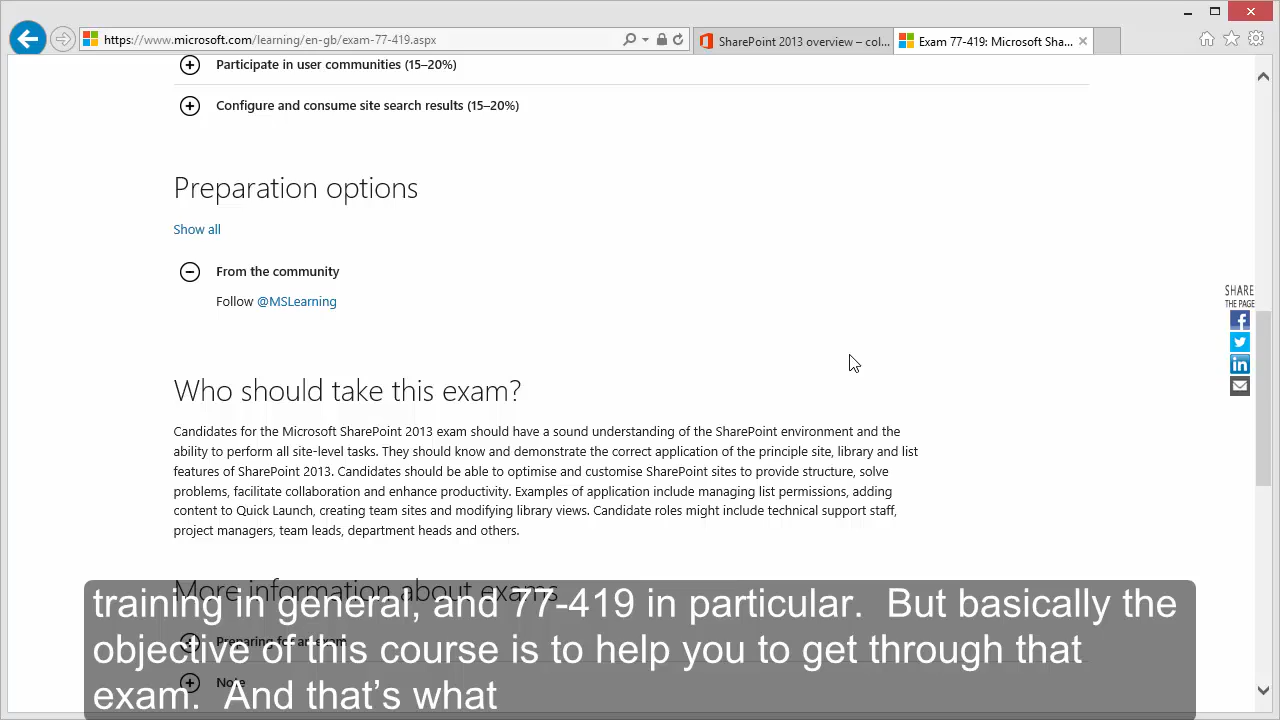 https://www.microsoft.com/learning/en-gb/exam-77-419.aspx
SharePoint 2013 overview – col...
Exam 77-419: Microsoft Sha...
Participate in user communities (15–20%)
Configure and consume site search results (15–20%)
Preparation options
Show all
From the community
Follow @MSLearning
SHARE
THE PAGE
Who should take this exam?
Candidates for the Microsoft SharePoint 2013 exam should have a sound understanding of the SharePoint environment and the
ability to perform all site-level tasks. They should know and demonstrate the correct application of the principle site, library and list
features of SharePoint 2013. Candidates should be able to optimise and customise SharePoint sites to provide structure, solve
problems, facilitate collaboration and enhance productivity. Examples of application include managing list permissions, adding
content to Quick Launch, creating team sites and modifying library views. Candidate roles might include technical support staff,
project managers, team leads, department heads and others.
More information about exams
Preparing for an exam
Note
training in general, and 77-419 in particular.  But basically the
objective of this course is to help you to get through that
exam.  And that’s what